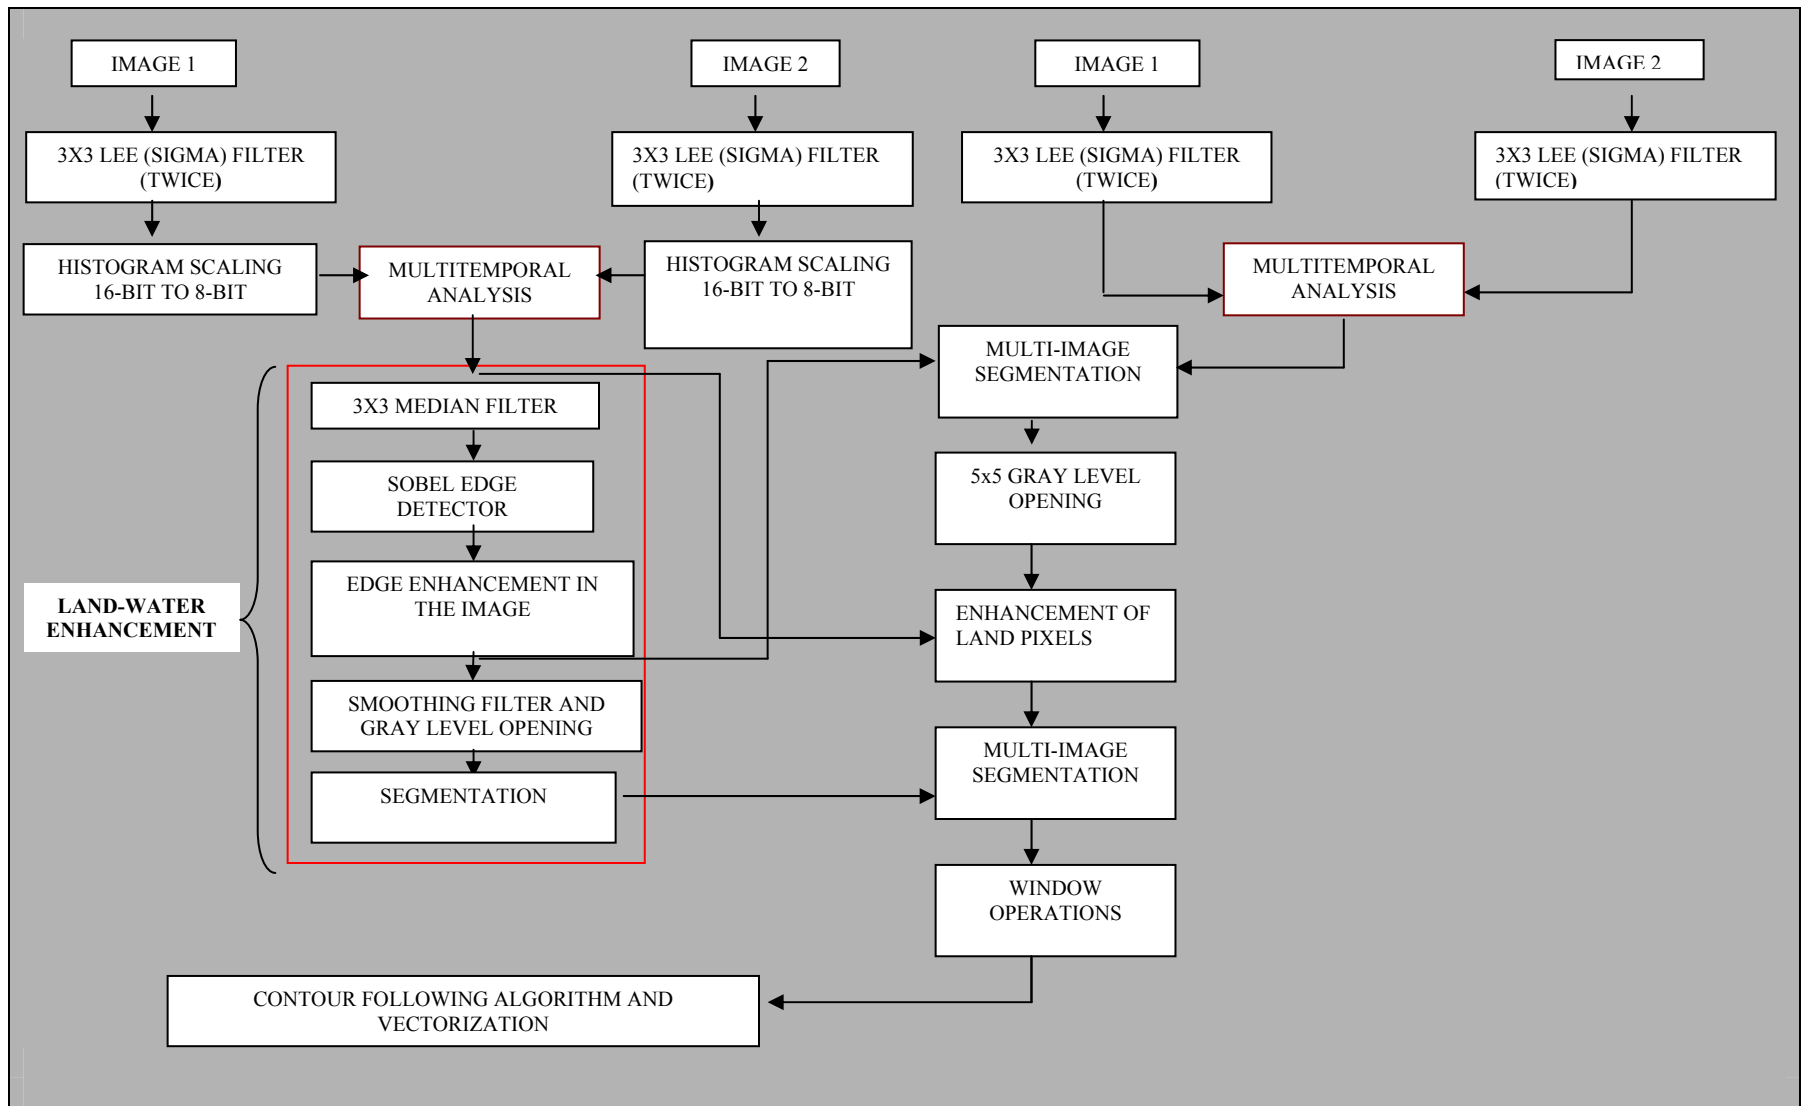 IMAGE 1
IMAGE 2
IMAGE 1
IMAGE 2
3X3 LEE (SIGMA) FILTER
(TWICE)
3X3 LEE (SIGMA) FILTER
(TWICE)
3X3 LEE (SIGMA) FILTER
(TWICE)
3X3 LEE (SIGMA) FILTER
(TWICE)
HISTOGRAM SCALING
16-BIT TO 8-BIT
MULTITEMPORAL
ANALYSIS
HISTOGRAM SCALING
16-BIT TO 8-BIT
MULTITEMPORAL
ANALYSIS
3X3 MEDIAN FILTER
SOBEL EDGE
DETECTOR
EDGE ENHANCEMENT IN
THE IMAGE
LAND-WATER
ENHANCEMENT
SMOOTHING FILTER AND
GRAY LEVEL OPENING
SEGMENTATION
MULTI-IMAGE
SEGMENTATION
5x5 GRAY LEVEL
OPENING
ENHANCEMENT OF
LAND PIXELS
MULTI-IMAGE
SEGMENTATION
WINDOW
OPERATIONS
CONTOUR FOLLOWING ALGORITHM AND
VECTORIZATION